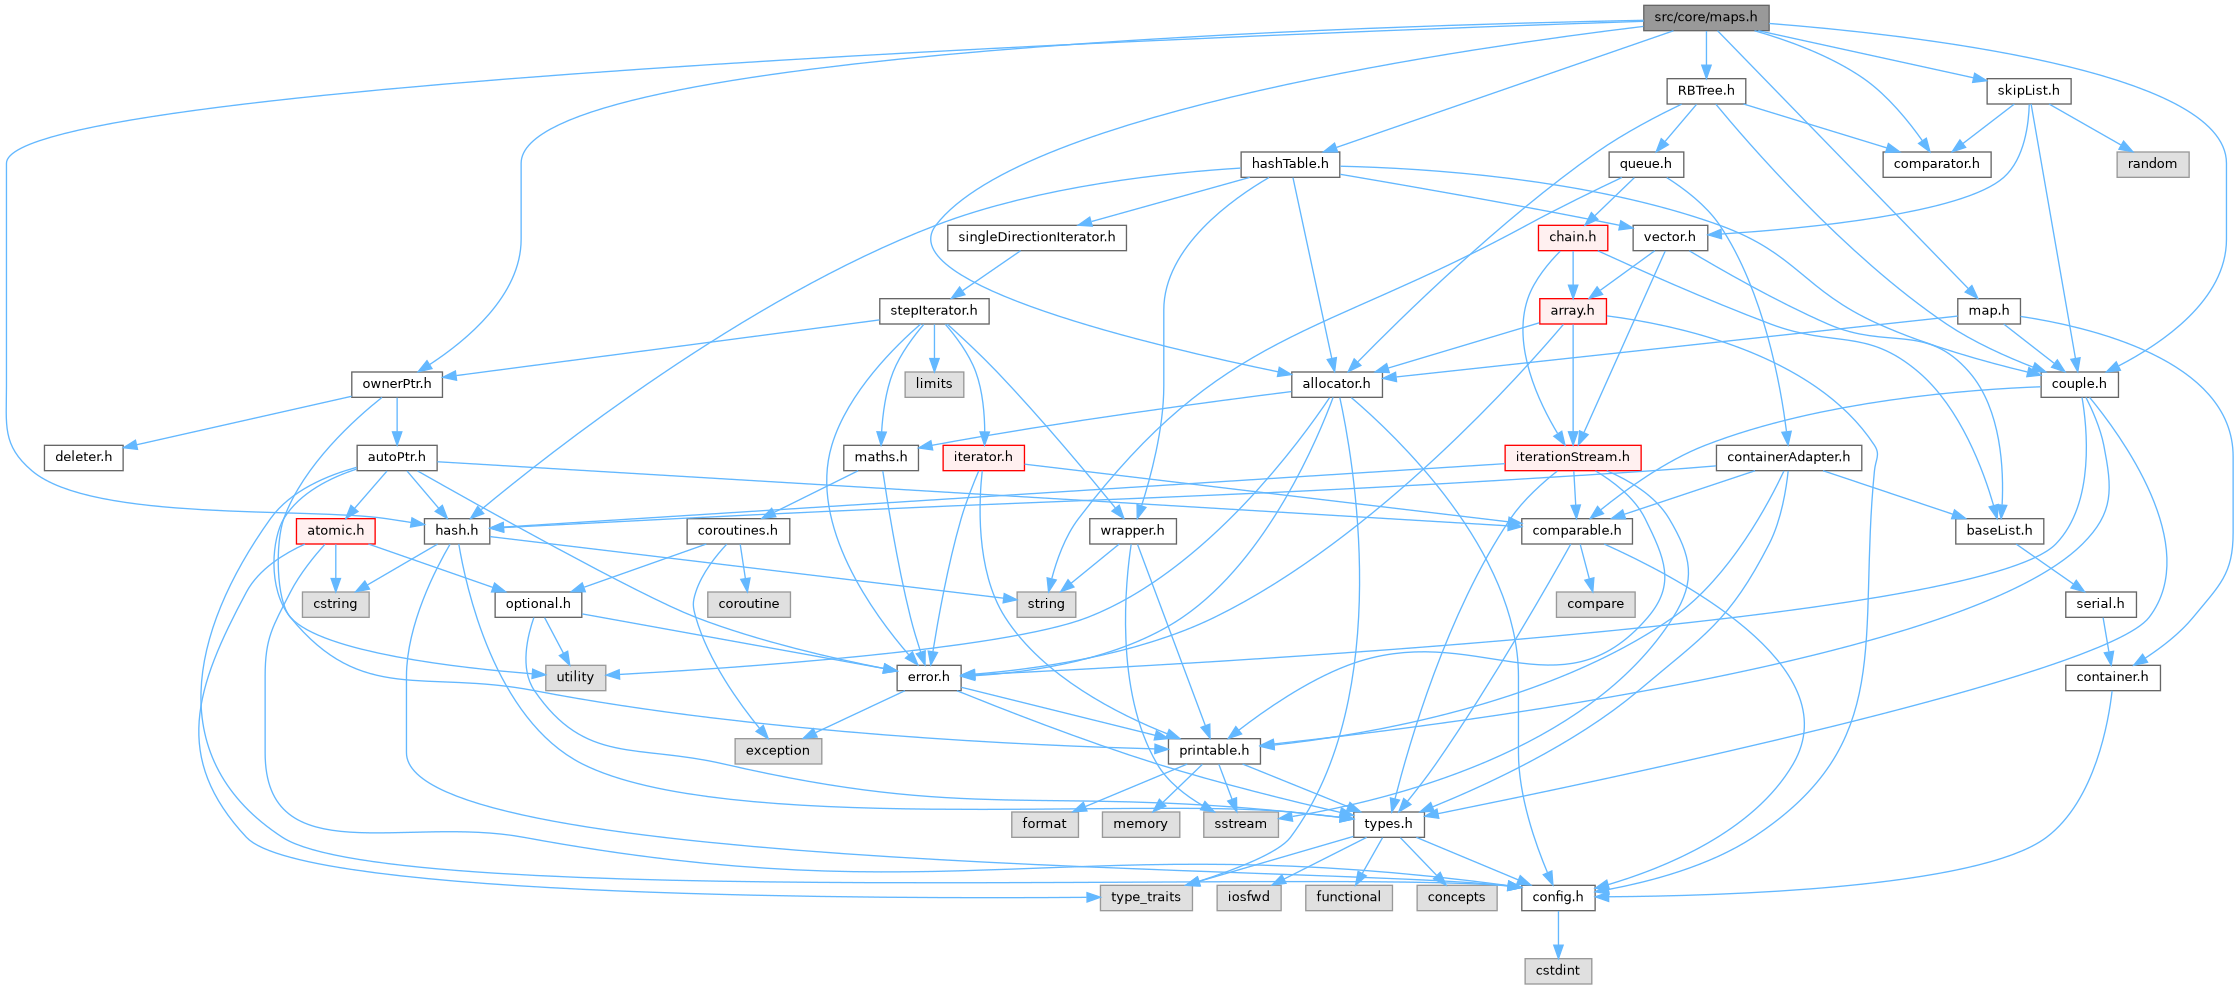 src/core/maps.h
RBTree.h
skipList.h
hashTable.h
queue.h
comparator.h
random
singleDirectionIterator.h
chain.h
vector.h
stepIterator.h
array.h
map.h
ownerPtr.h
limits
allocator.h
couple.h
deleter.h
autoPtr.h
maths.h
iterator.h
iterationStream.h
containerAdapter.h
atomic.h
hash.h
coroutines.h
wrapper.h
comparable.h
baseList.h
cstring
optional.h
coroutine
string
compare
serial.h
utility
error.h
container.h
exception
printable.h
format
memory
sstream
types.h
type_traits
iosfwd
functional
concepts
config.h
cstdint